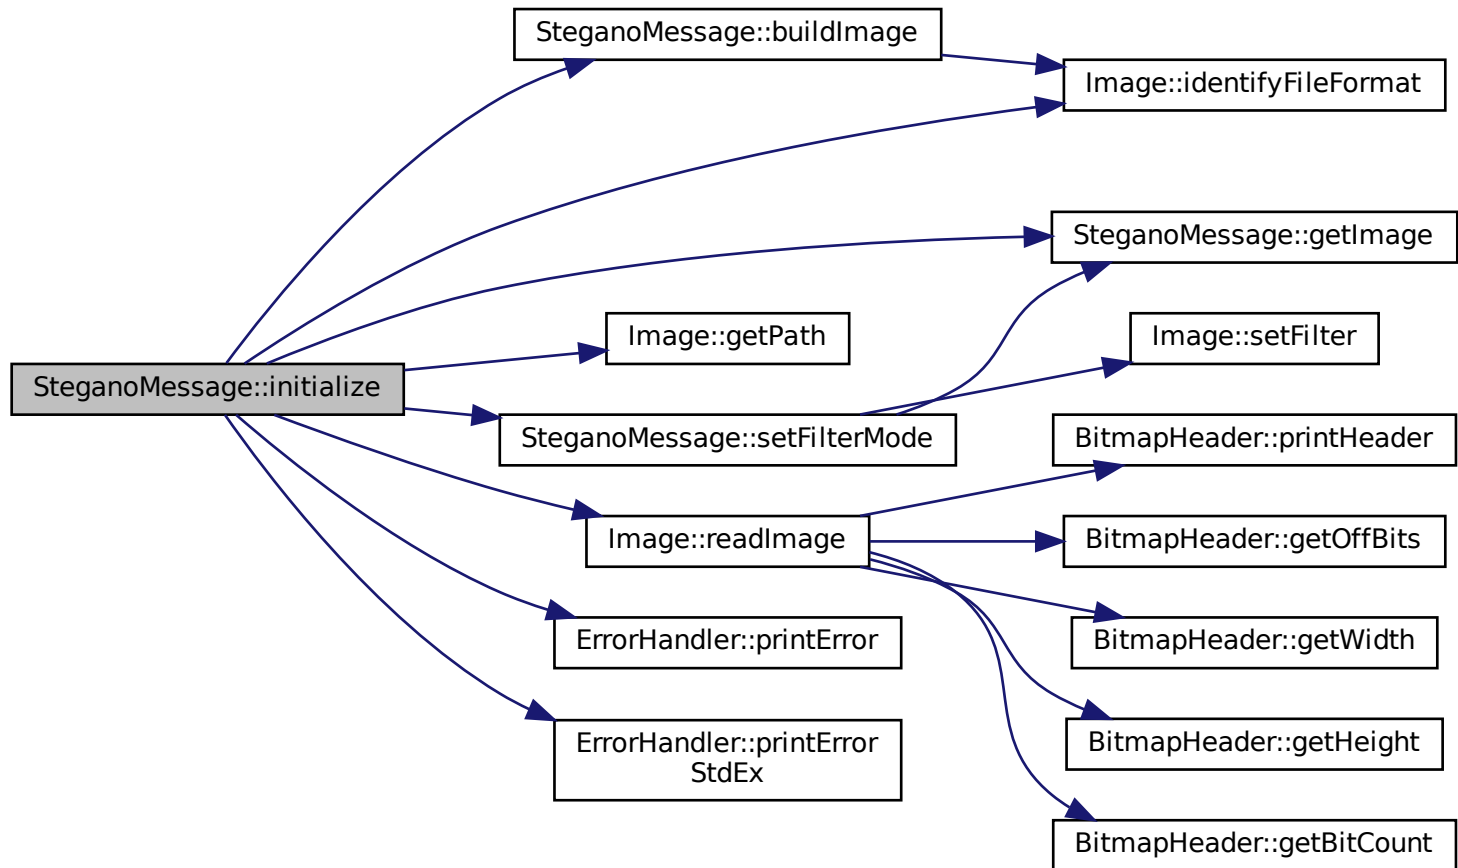 SteganoMessage::buildImage
Image::identifyFileFormat
SteganoMessage::getImage
Image::getPath
Image::setFilter
SteganoMessage::initialize
SteganoMessage::setFilterMode
BitmapHeader::printHeader
Image::readImage
BitmapHeader::getOffBits
ErrorHandler::printError
BitmapHeader::getWidth
ErrorHandler::printError
StdEx
BitmapHeader::getHeight
BitmapHeader::getBitCount